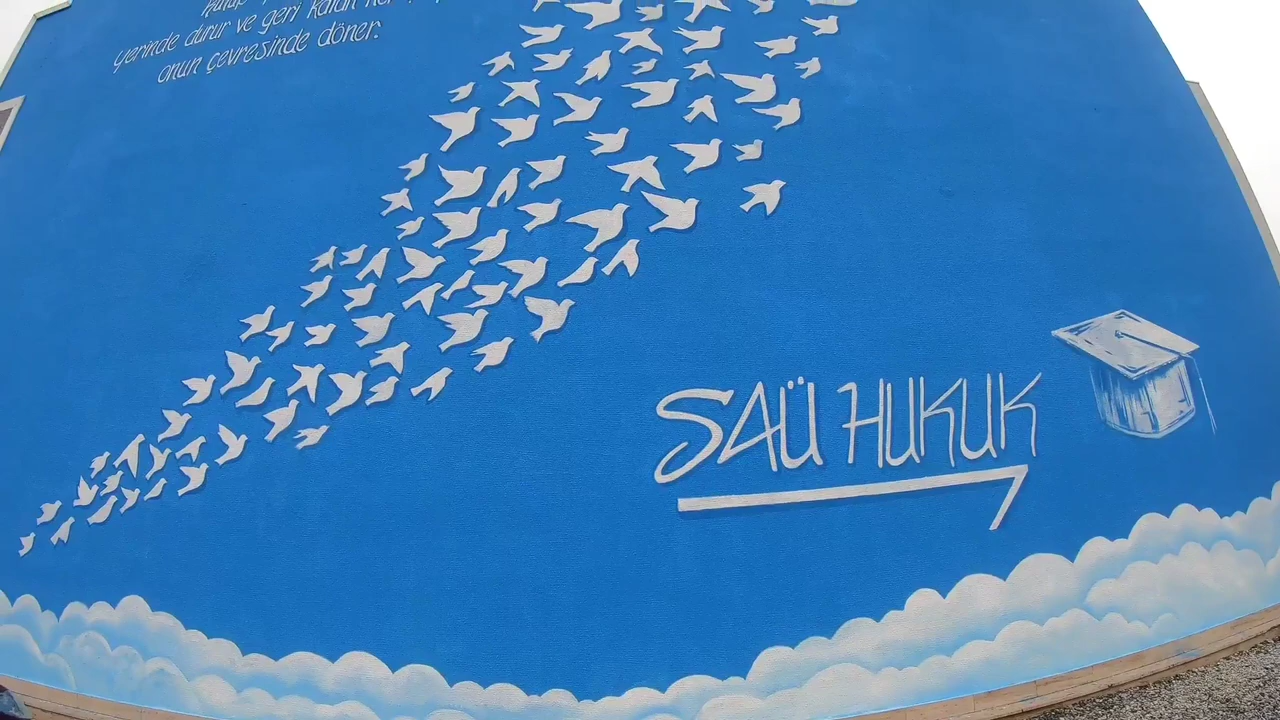 yerinde durur ve geri kalan
onun çevresinde döner.
SAÜ HUKUK